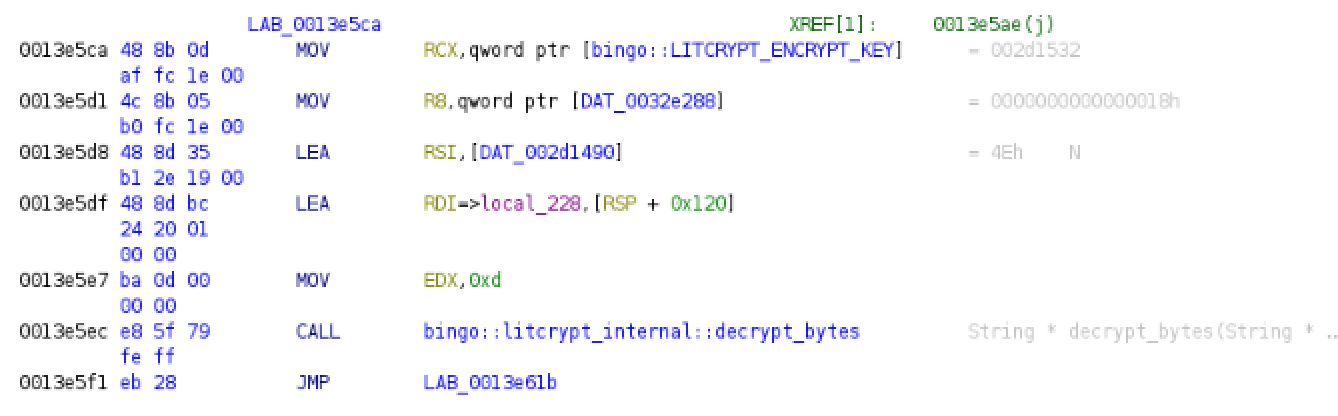 LAB_0013e5ca XREF[1]: 0013e5ae(j)
0013e5ca 48 8b 0d MOV RCX,qword ptr [bingo::LITCRYPT_ENCRYPT_KEY] = 002d1532
af fc 1e 00
0013e5d1 4c 8b 05 MOV R8,qword ptr [DAT_0032e288] = 0000000000000018h
b0 fc 1e 00
0013e5d8 48 8d 35 LEA RSI,[DAT_002d1490] = 4Eh N
b1 2e 19 00
0013e5df 48 8d bc LEA RDI=>local_228,[RSP + 0x120]
24 20 01
00 00
0013e5e7 ba 0d 00 MOV EDX,0xd
00 00
0013e5ec e8 5f 79 CALL bingo::litcrypt_internal::decrypt_bytes String * decrypt_bytes(String * ..
fe ff
0013e5f1 eb 28 JMP LAB_0013e61b